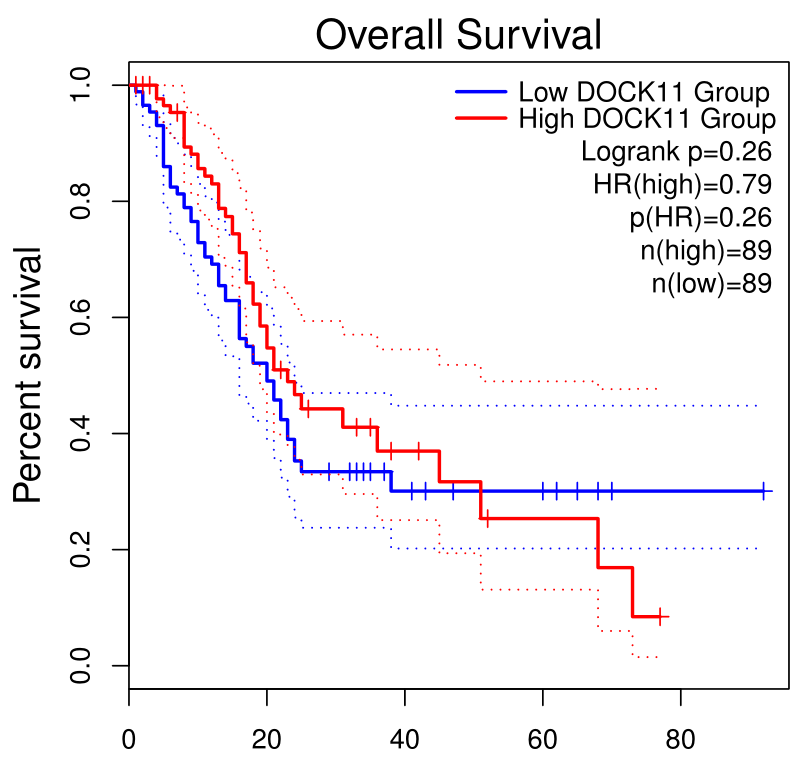 Overall Survival
Low DOCK11 Group
High DOCK11 Group
Logrank p=0.26
HR(high)=0.79
p(HR)=0.26
n(high)=89
n(low)=89
Percent survival
1.0
0.8
0.6
0.4
0.2
0.0
0 20 40 60 80